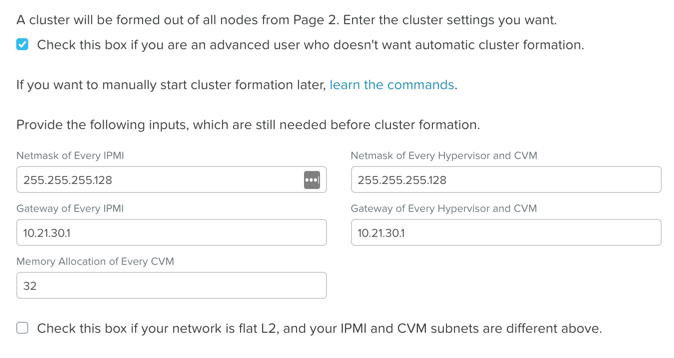 A cluster will be formed out of all nodes from Page 2. Enter the cluster settings you want.
Check this box if you are an advanced user who doesn't want automatic cluster formation.
If you want to manually start cluster formation later, learn the commands.
Provide the following inputs, which are still needed before cluster formation.
Netmask of Every IPMI
Netmask of Every Hypervisor and CVM
255.255.255.128
255.255.255.128
Gateway of Every IPMI
Gateway of Every Hypervisor and CVM
10.21.30.1
10.21.30.1
Memory Allocation of Every CVM
32
Check this box if your network is flat L2, and your IPMI and CVM subnets are different above.